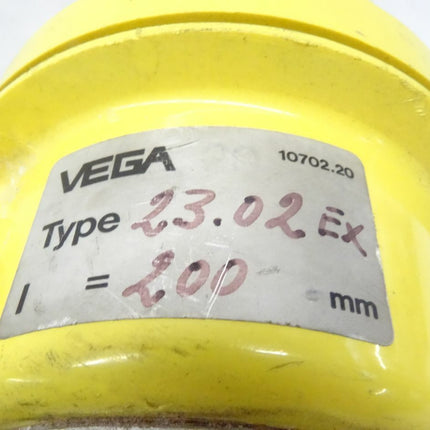 VEGA 10702.20
Type 23.02 EX
l = 200 mm